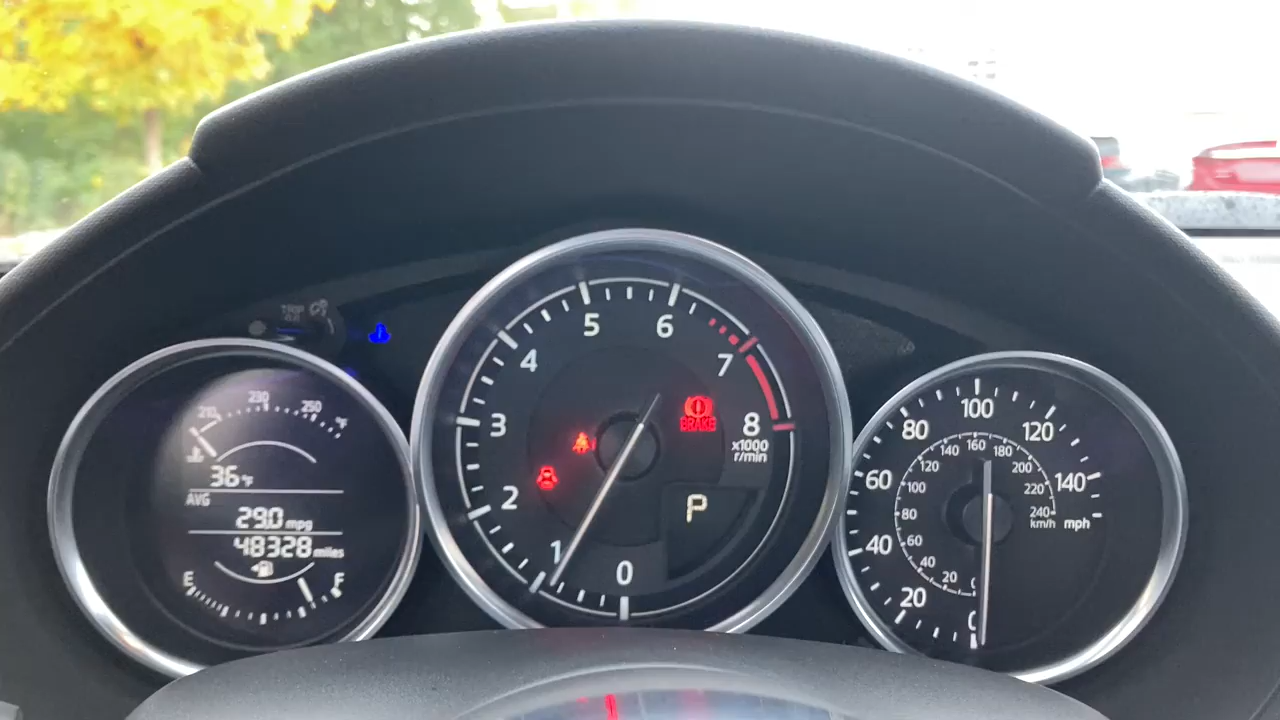 210 230 250 °F
36°F
AVG
29.0 mpg
48328 miles
E F
0 1 2 3 4 5 6 7 8
x1000
r/min
BRAKE
P
0 20 40 60 80 100 120 140
mph
20 40 60 80 100 120 140 160 180 200 220 240
km/h